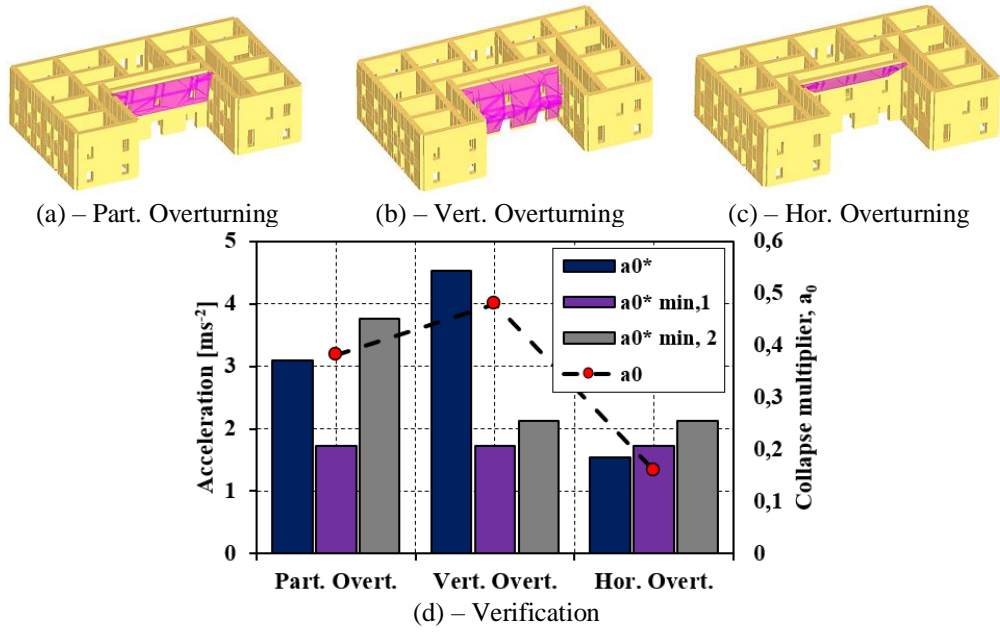 (a) – Part. Overturning
(b) – Vert. Overturning
(c) – Hor. Overturning
5
4
3
2
1
0
Acceleration [ms-2]
0,6
0,5
0,4
0,3
0,2
0,1
0
Collapse multiplier, a0
a0*
a0* min,1
a0* min, 2
a0
Part. Overt.
Vert. Overt.
Hor. Overt.
(d) – Verification